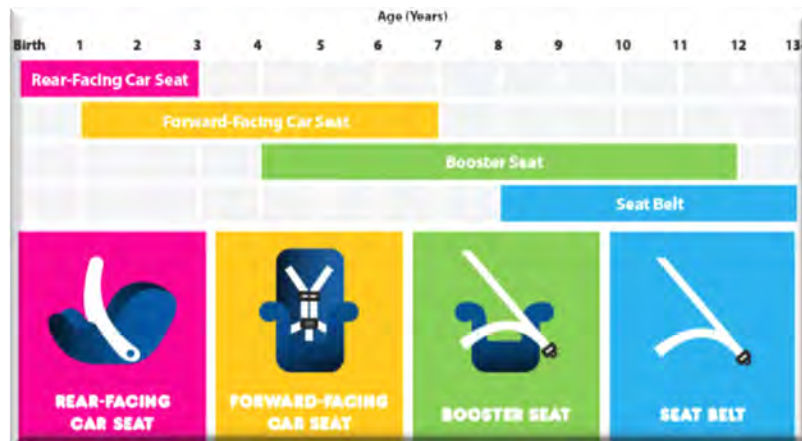 Age (Years)
Birth 1 2 3 4 5 6 7 8 9 10 11 12 13
Rear-Facing Car Seat
Forward-Facing Car Seat
Booster Seat
Seat Belt
REAR-FACING
CAR SEAT
FORWARD-FACING
CAR SEAT
BOOSTER SEAT
SEAT BELT